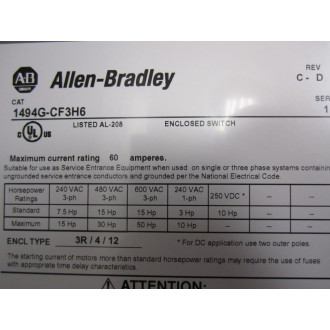 AB
QUALITY
Allen-Bradley
REV
C - D
CAT
1494G-CF3H6
SERIE
1
C UL US
LISTED AL-208
ENCLOSED SWITCH
Maximum current rating 60 amperes.
Suitable for use as Service Entrance Equipment when used on single or three phase systems containing
ungrounded service entrance conductors and grounded per the National Electrical Code.
Horsepower Ratings 240 VAC 3-ph 480 VAC 3-ph 600 VAC 3-ph 240 VAC 1-ph 250 VDC * – – –
Standard 7.5 Hp 15 Hp 15 Hp 3 Hp 10 Hp – – –
Maximum 15 Hp 30 Hp 50 Hp 10 Hp – – –
ENCL TYPE 3R / 4 / 12 * For DC application use two outer poles.
The starting current of motors more than standard horsepower ratings may require the use of fuses
with appropriate time delay characteristics.
ATTENTION: